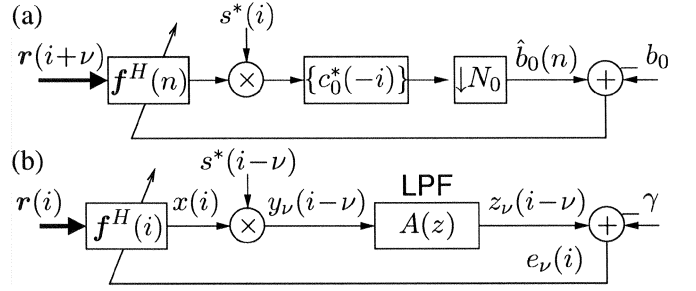 (a) s*(i)
r(i+ν) f^H(n) × {c_0^*(-i)} ↓N_0 b̂_0(n) + − b_0
(b) s*(i−ν)
LPF
r(i) f^H(i) x(i) × y_ν(i−ν) A(z) z_ν(i−ν) + − γ
e_ν(i)